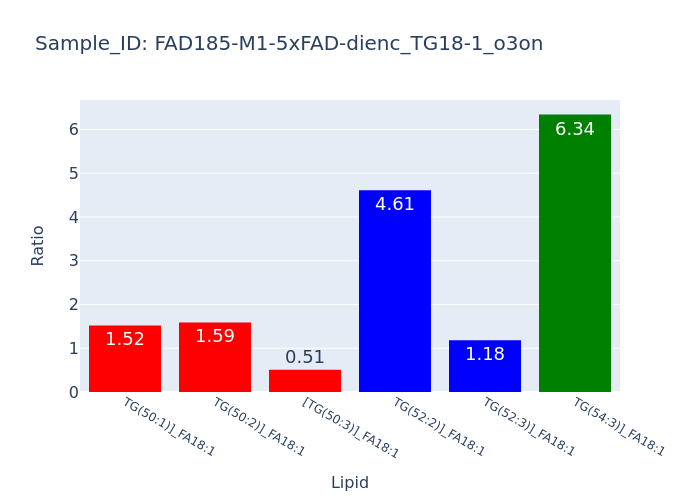 Sample_ID: FAD185-M1-5xFAD-dienc_TG18-1_o3on
Ratio
6
5
4
3
2
1
0
1.52
1.59
0.51
4.61
1.18
6.34
TG(50:1)]_FA18:1
TG(50:2)]_FA18:1
[TG(50:3)]_FA18:1
TG(52:2)]_FA18:1
TG(52:3)]_FA18:1
TG(54:3)]_FA18:1
Lipid